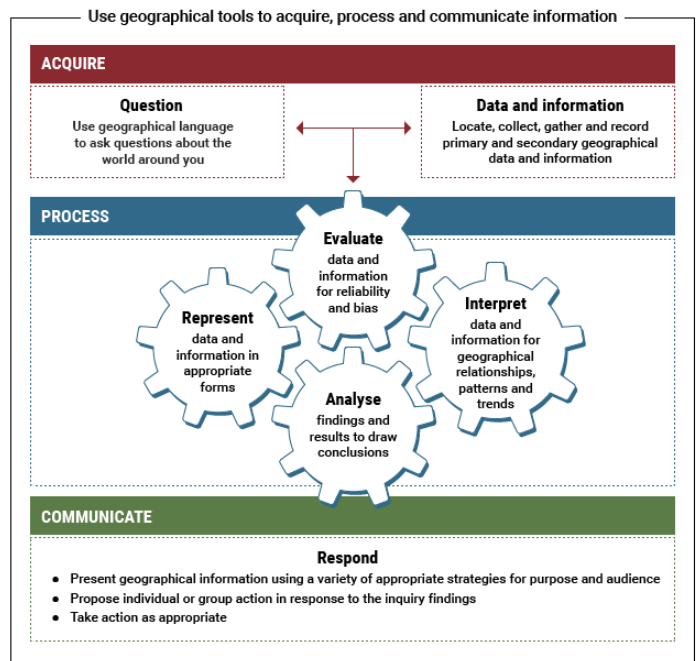 Use geographical tools to acquire, process and communicate information
ACQUIRE
Question
Use geographical language
to ask questions about the
world around you
Data and information
Locate, collect, gather and record
primary and secondary geographical
data and information
PROCESS
Evaluate
data and
information
for reliability
and bias
Represent
data and
information in
appropriate
forms
Interpret
data and
information for
geographical
relationships,
patterns and
trends
Analyse
findings and
results to draw
conclusions
COMMUNICATE
Respond
● Present geographical information using a variety of appropriate strategies for purpose and audience
● Propose individual or group action in response to the inquiry findings
● Take action as appropriate